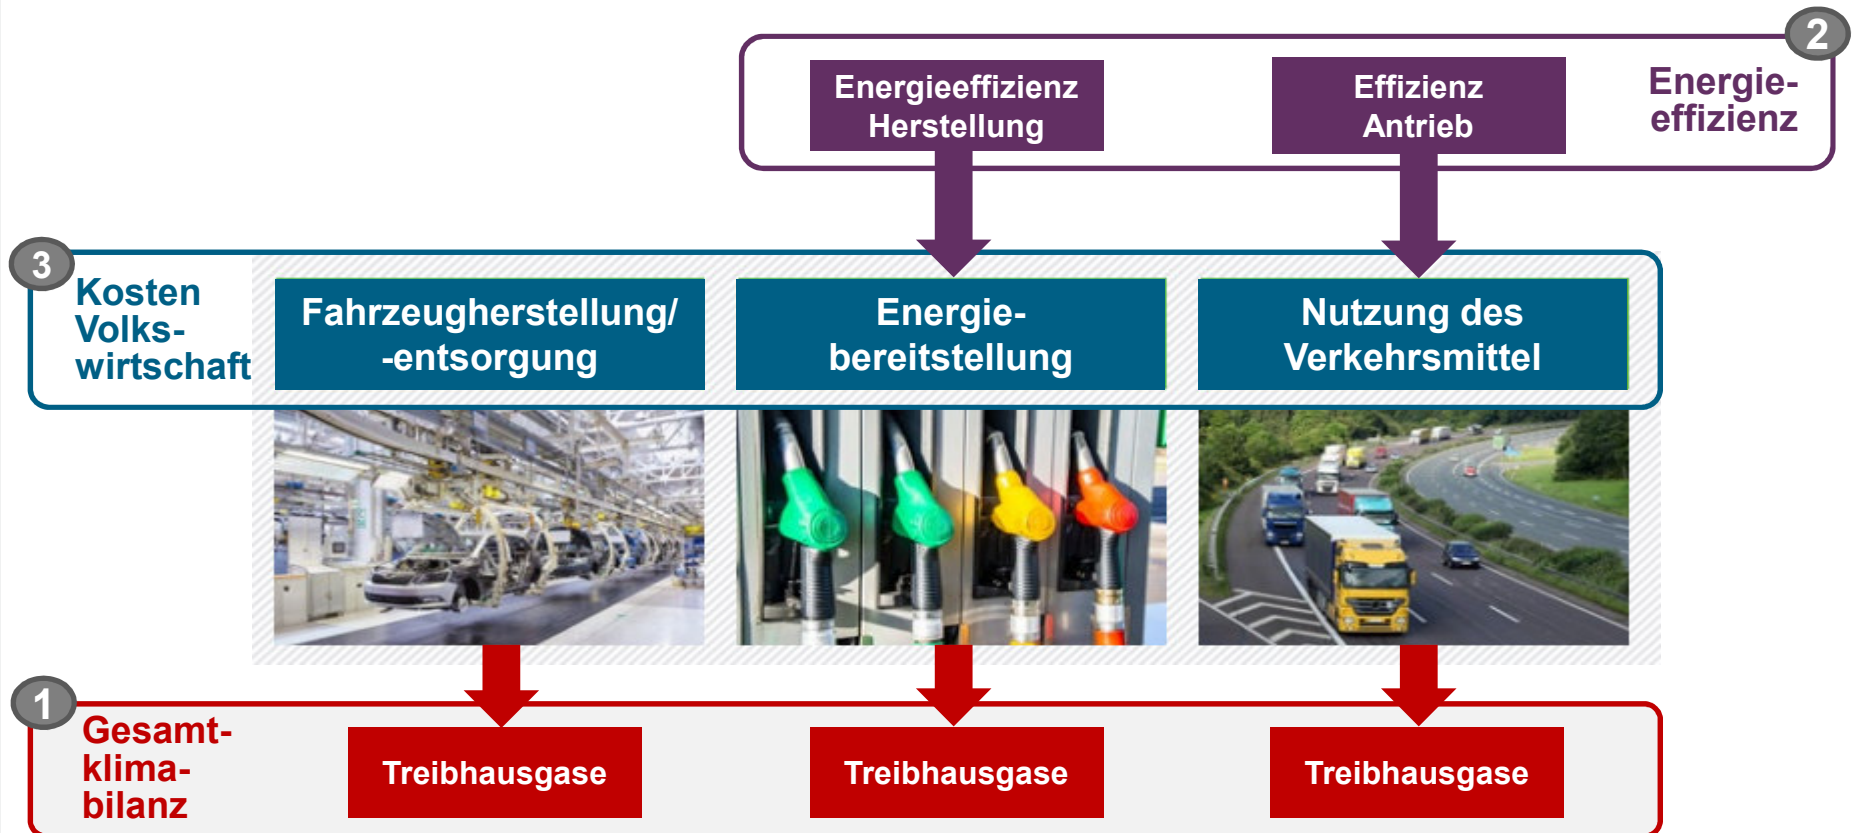 2
Energieeffizienz
Herstellung
Effizienz
Antrieb
Energie-
effizienz
3
Kosten
Volks-
wirtschaft
Fahrzeugherstellung/
-entsorgung
Energie-
bereitstellung
Nutzung des
Verkehrsmittel
1
Gesamt-
klima-
bilanz
Treibhausgase
Treibhausgase
Treibhausgase